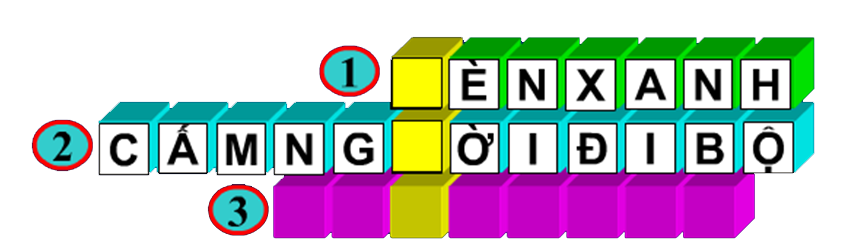 1 ÈNXANH
2 CẤMNG ỜIĐIBỘ
3